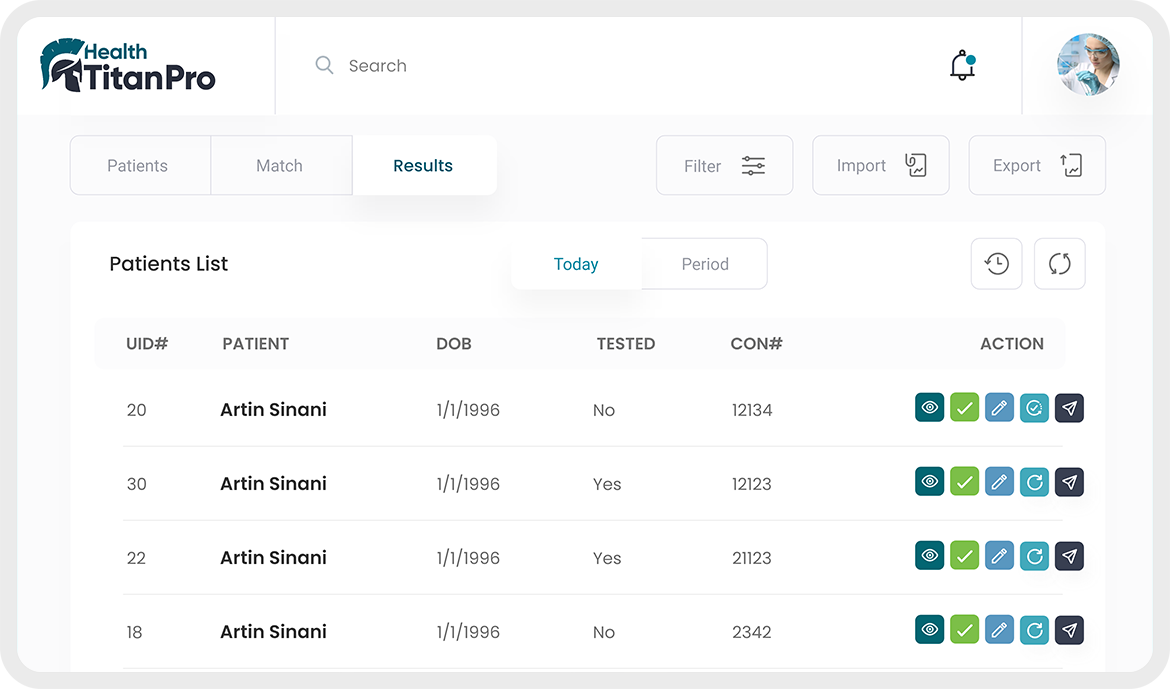 Health
TitanPro
Search
Patients Match Results Filter Import Export
Patients List Today Period
UID# PATIENT DOB TESTED CON# ACTION
20 Artin Sinani 1/1/1996 No 12134
30 Artin Sinani 1/1/1996 Yes 12123
22 Artin Sinani 1/1/1996 Yes 21123
18 Artin Sinani 1/1/1996 No 2342